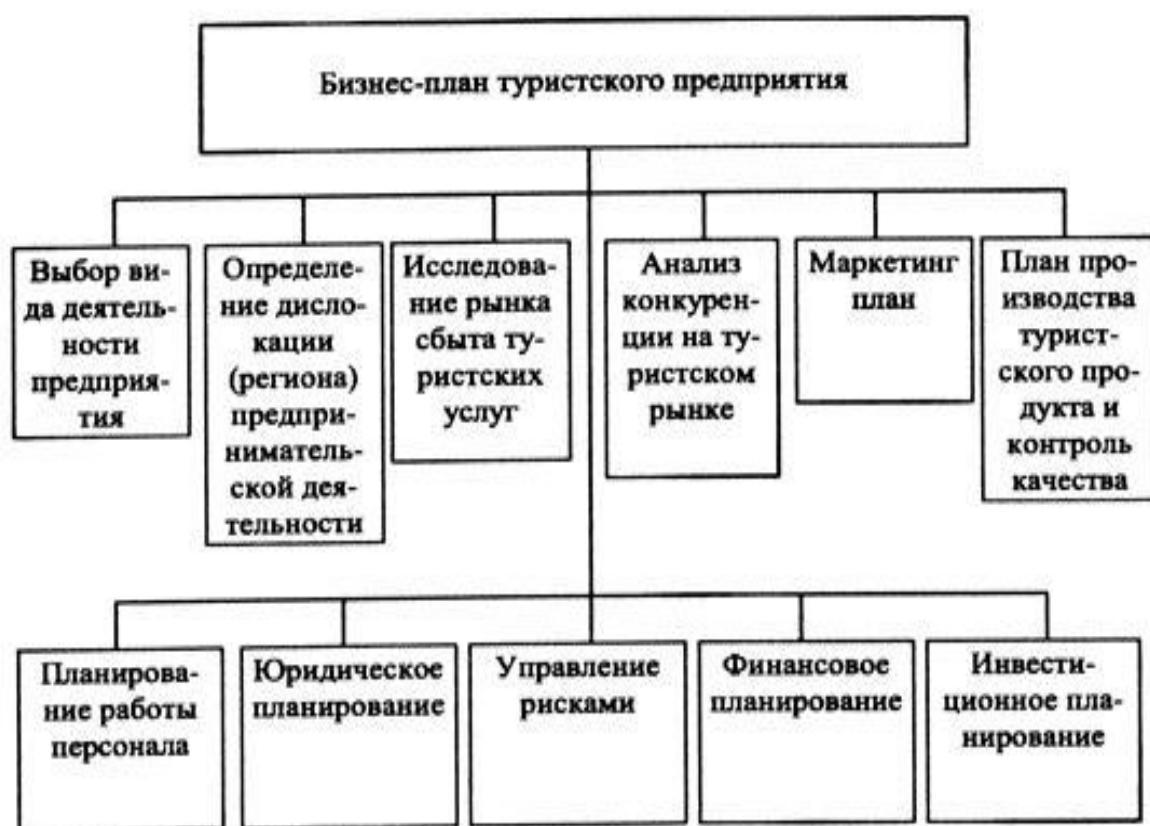 Бизнес-план туристского предприятия
Выбор ви-
да деятель-
ности
предприя-
тия
Определе-
ние дисло-
кации
(региона)
предпри-
ниматель-
ской дея-
тельности
Исследова-
ние рынка
сбыта ту-
ристских
услуг
Анализ
конкурен-
ции на ту-
ристском
рынке
Маркетинг
план
План про-
изводства
турист-
ского про-
дукта и
контроль
качества
Планирова-
ние работы
персонала
Юридическое
планирование
Управление
рисками
Финансовое
планирование
Инвести-
ционное пла-
нирование